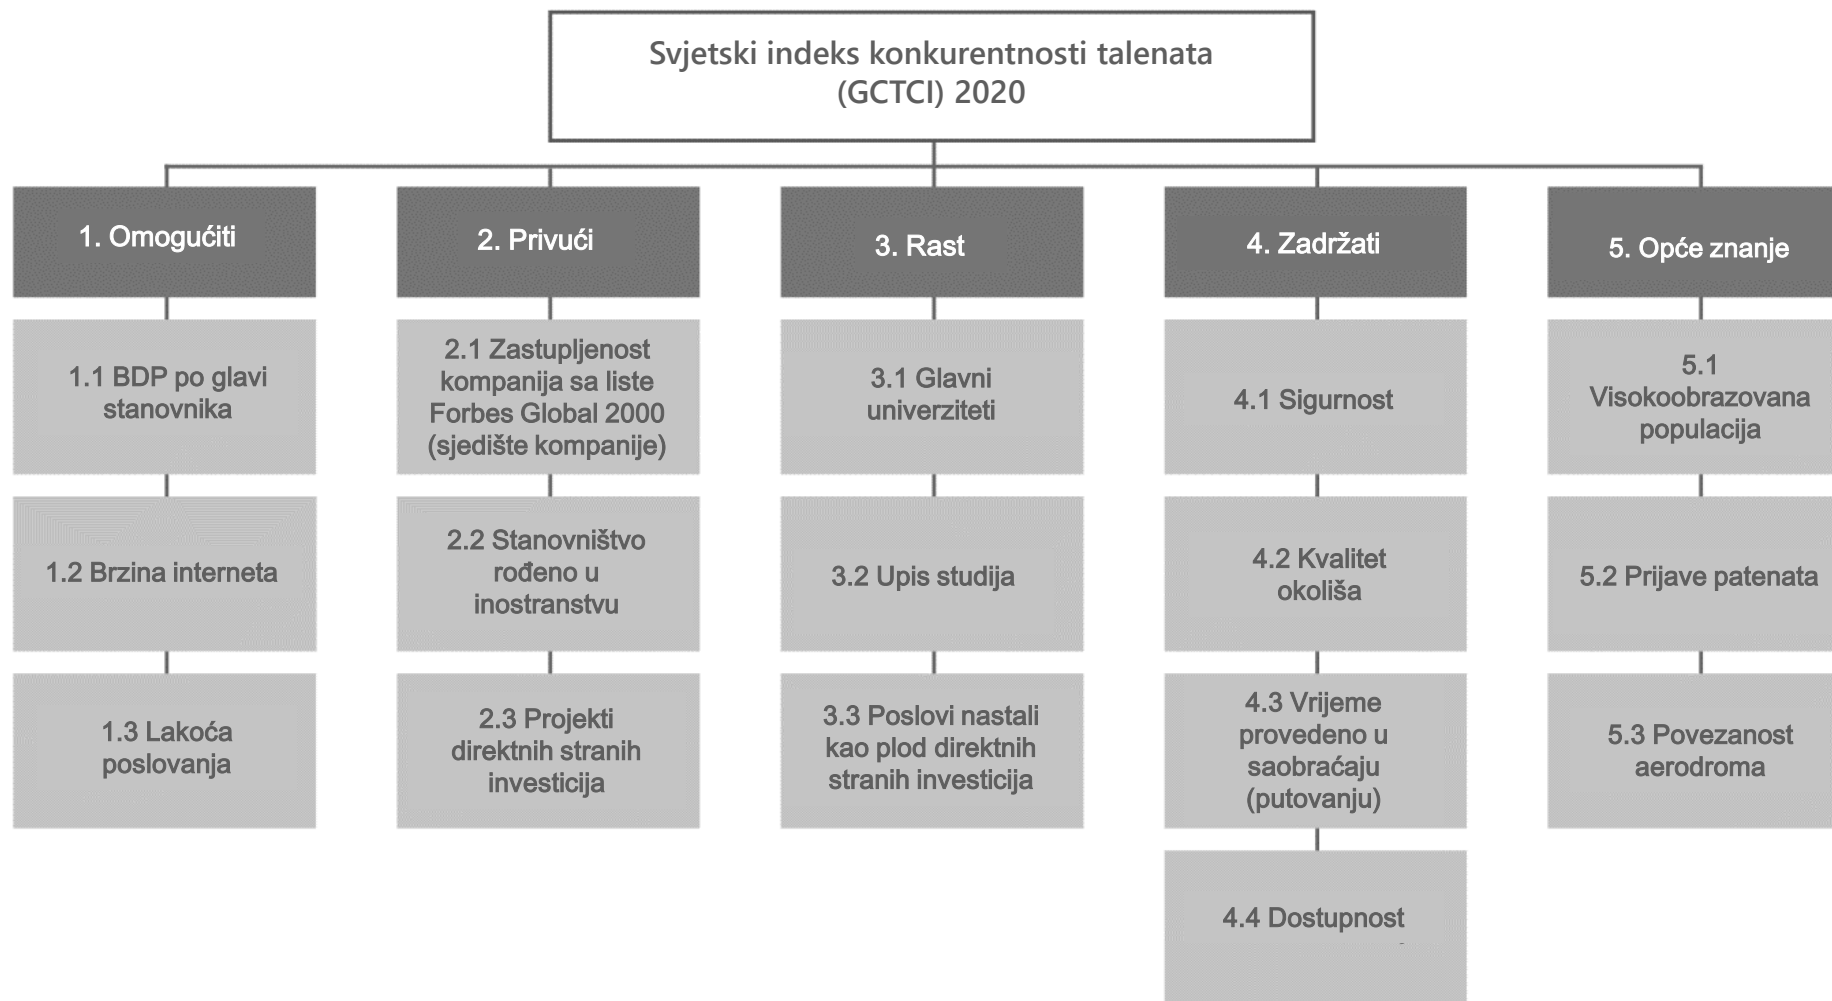 Svjetski indeks konkurentnosti talenata
(GCTCI) 2020
1. Omogućiti
1.1 BDP po glavi
stanovnika
1.2 Brzina interneta
1.3 Lakoća
poslovanja
2. Privući
2.1 Zastupljenost
kompanija sa liste
Forbes Global 2000
(sjedište kompanije)
2.2 Stanovništvo
rođeno u
inostranstvu
2.3 Projekti
direktnih stranih
investicija
3. Rast
3.1 Glavni
univerziteti
3.2 Upis studija
3.3 Poslovi nastali
kao plod direktnih
stranih investicija
4. Zadržati
4.1 Sigurnost
4.2 Kvalitet
okoliša
4.3 Vrijeme
provedeno u
saobraćaju
(putovanju)
4.4 Dostupnost
5. Opće znanje
5.1
Visokoobrazovana
populacija
5.2 Prijave patenata
5.3 Povezanost
aerodroma